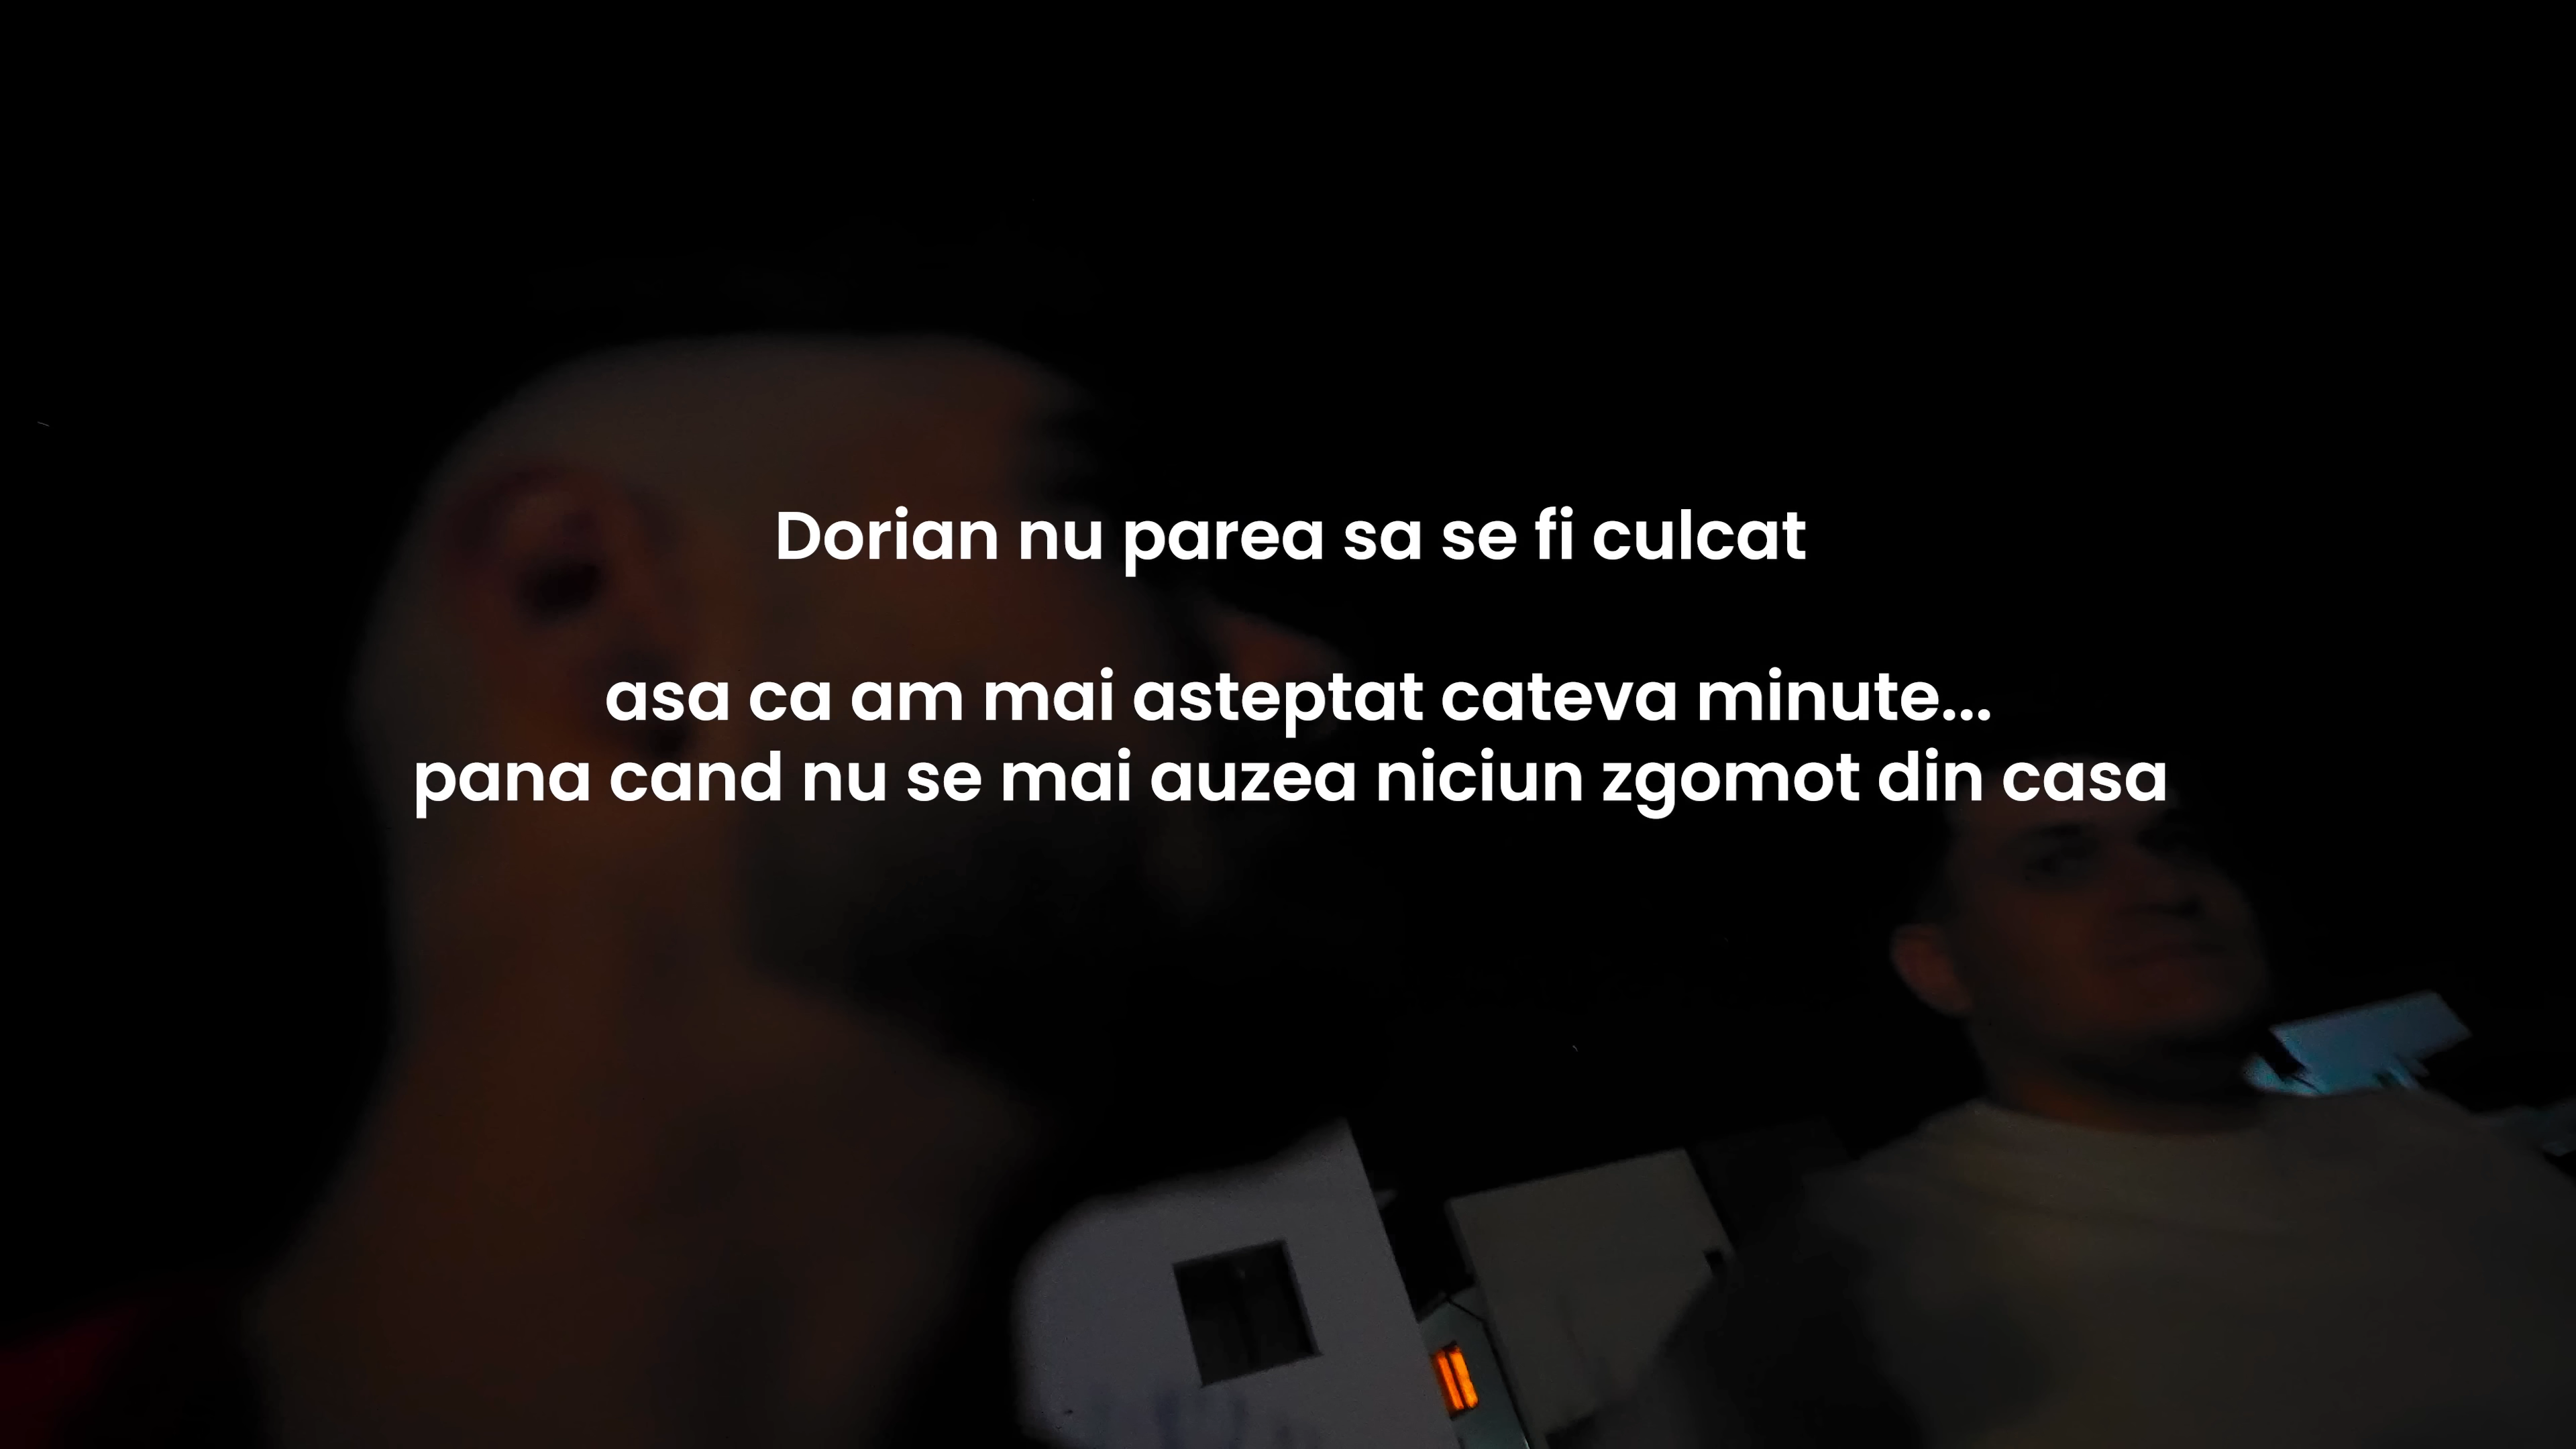 Dorian nu parea sa se fi culcat
asa ca am mai asteptat cateva minute...
pana cand nu se mai auzea niciun zgomot din casa